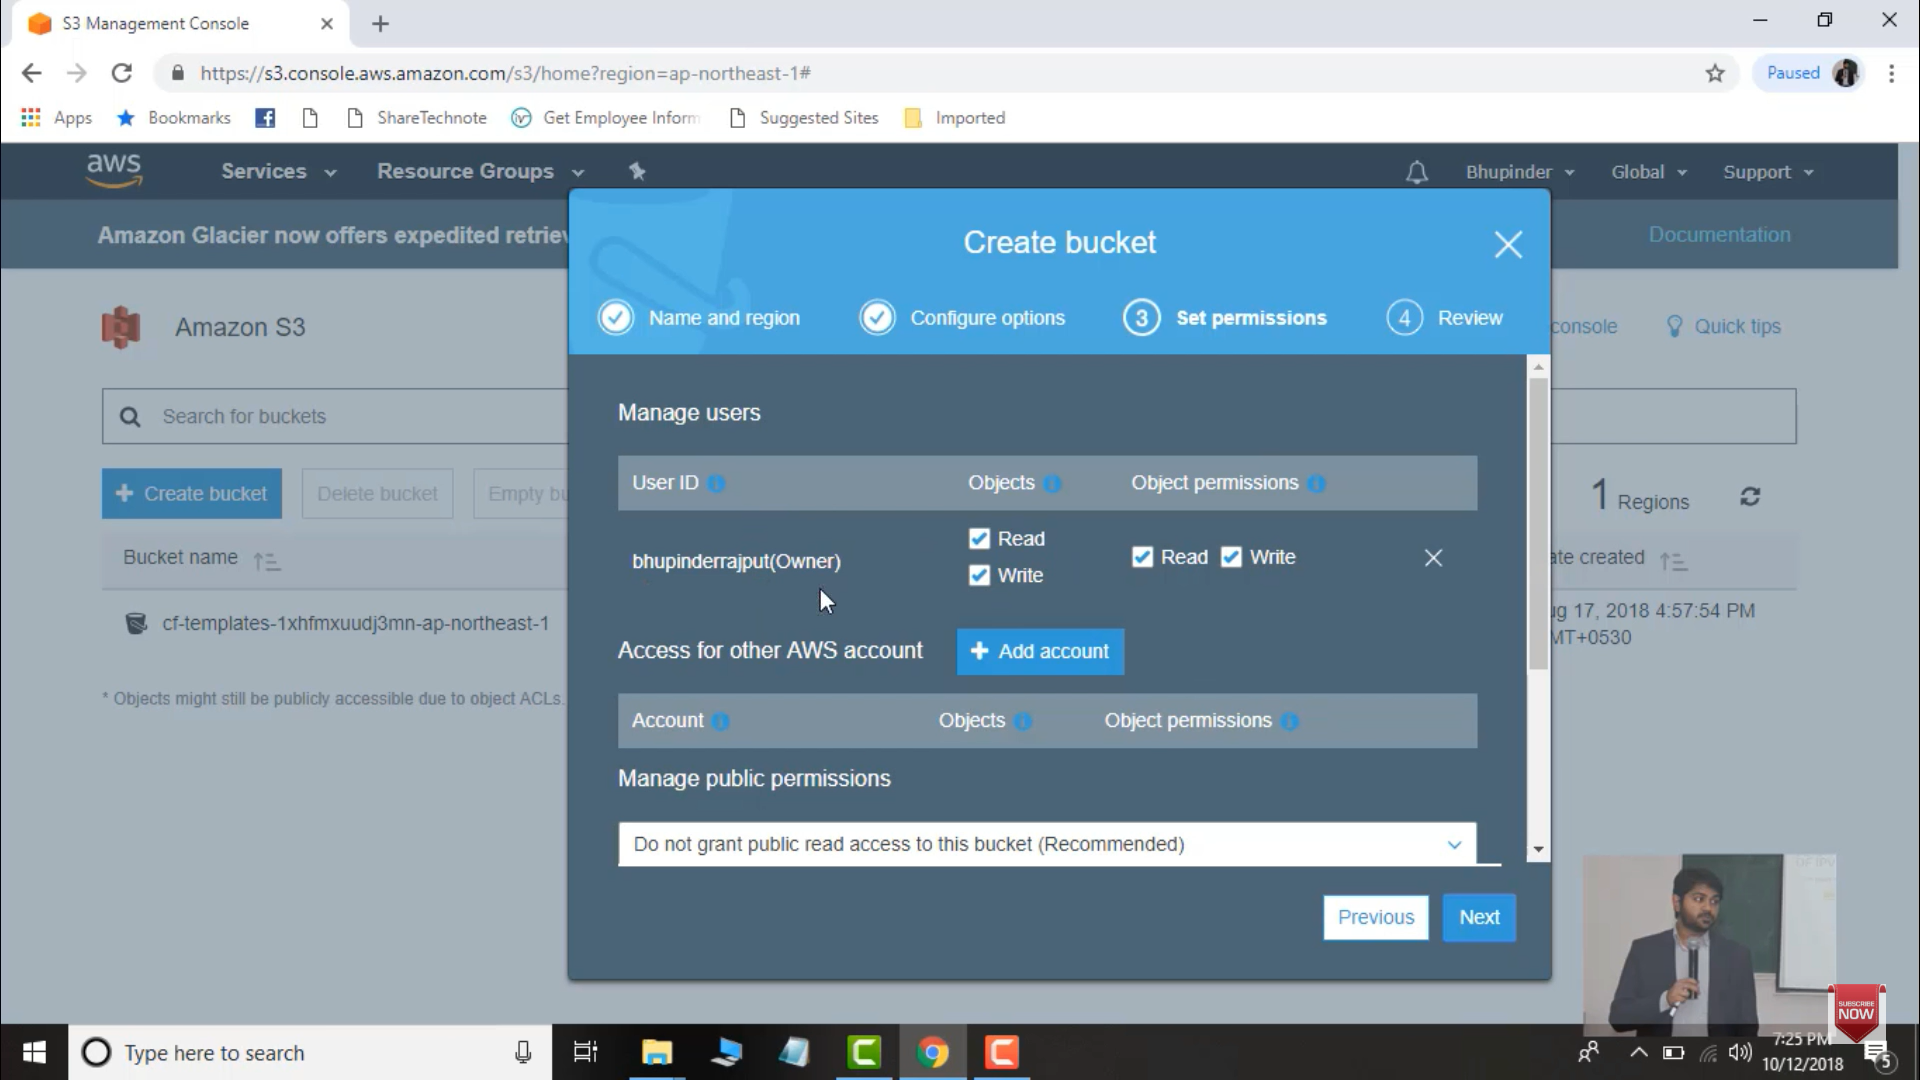 S3 Management Console
https://s3.console.aws.amazon.com/s3/home?region=ap-northeast-1#
Paused
Apps
Bookmarks
ShareTechnote
Get Employee Inform
Suggested Sites
Imported
aws
Services
Resource Groups
Bhupinder
Global
Support
Amazon Glacier now offers expedited retriev
Documentation
Create bucket
Name and region
Configure options
3 Set permissions
4 Review
Amazon S3
console
Quick tips
Search for buckets
Manage users
+ Create bucket
Delete bucket
Empty bu
User ID
Objects
Object permissions
1 Regions
Bucket name
ate created
bhupinderrajput(Owner)
Read
Write
Read
Write
cf-templates-1xhfmxuudj3mn-ap-northeast-1
ug 17, 2018 4:57:54 PM
MT+0530
Access for other AWS account
+ Add account
* Objects might still be publicly accessible due to object ACLs.
Account
Objects
Object permissions
Manage public permissions
Do not grant public read access to this bucket (Recommended)
Previous
Next
SUBSCRIBE
NOW
Type here to search
7:25 PM
10/12/2018
5